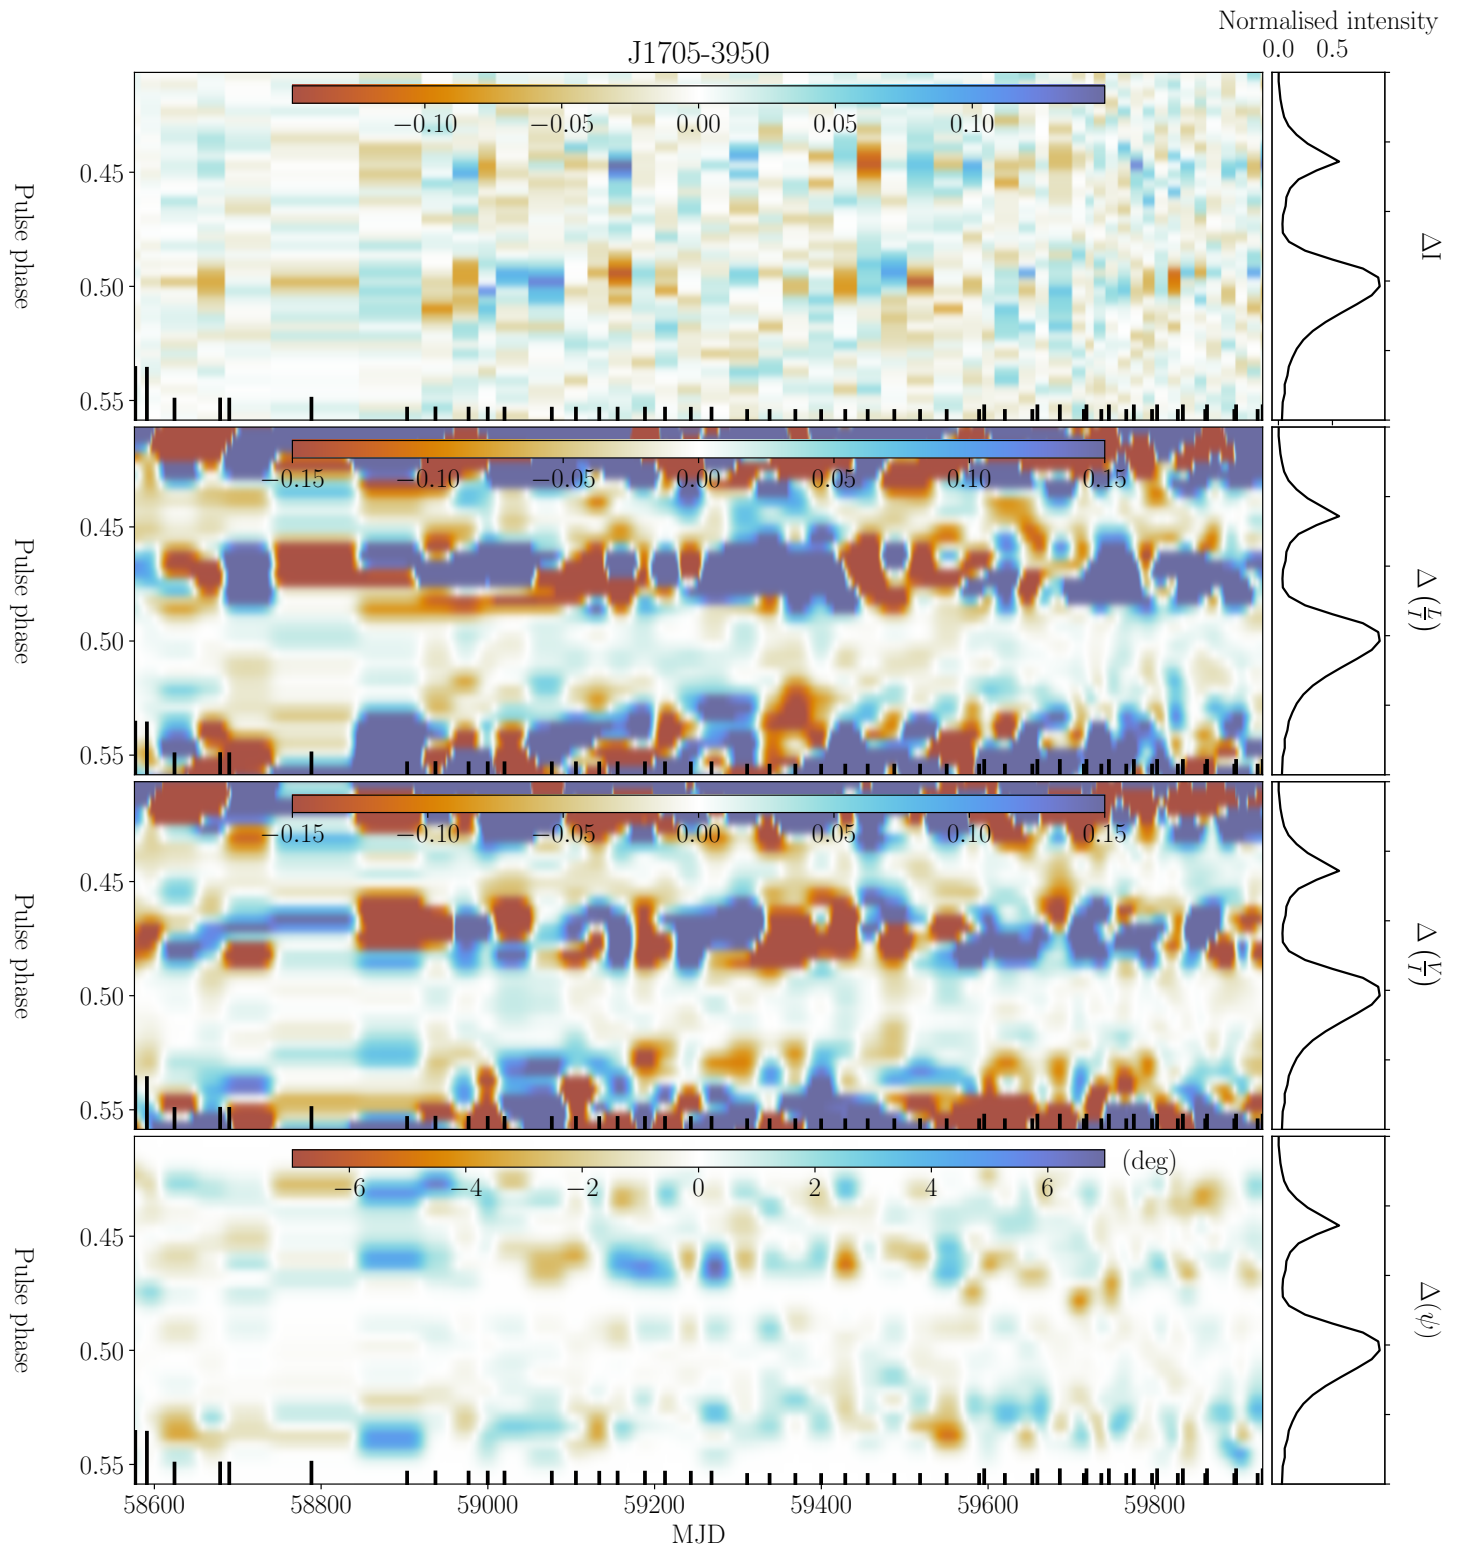 Normalised intensity
J1705-3950
0.0 0.5
−0.10 −0.05 0.00 0.05 0.10
0.45
0.50
0.55
Pulse phase
ΔI
−0.15 −0.10 −0.05 0.00 0.05 0.10 0.15
0.45
0.50
0.55
Pulse phase
Δ(L/I)
−0.15 −0.10 −0.05 0.00 0.05 0.10 0.15
0.45
0.50
0.55
Pulse phase
Δ(V/I)
−6 −4 −2 0 2 4 6 (deg)
0.45
0.50
0.55
Pulse phase
Δ(ψ)
58600 58800 59000 59200 59400 59600 59800
MJD